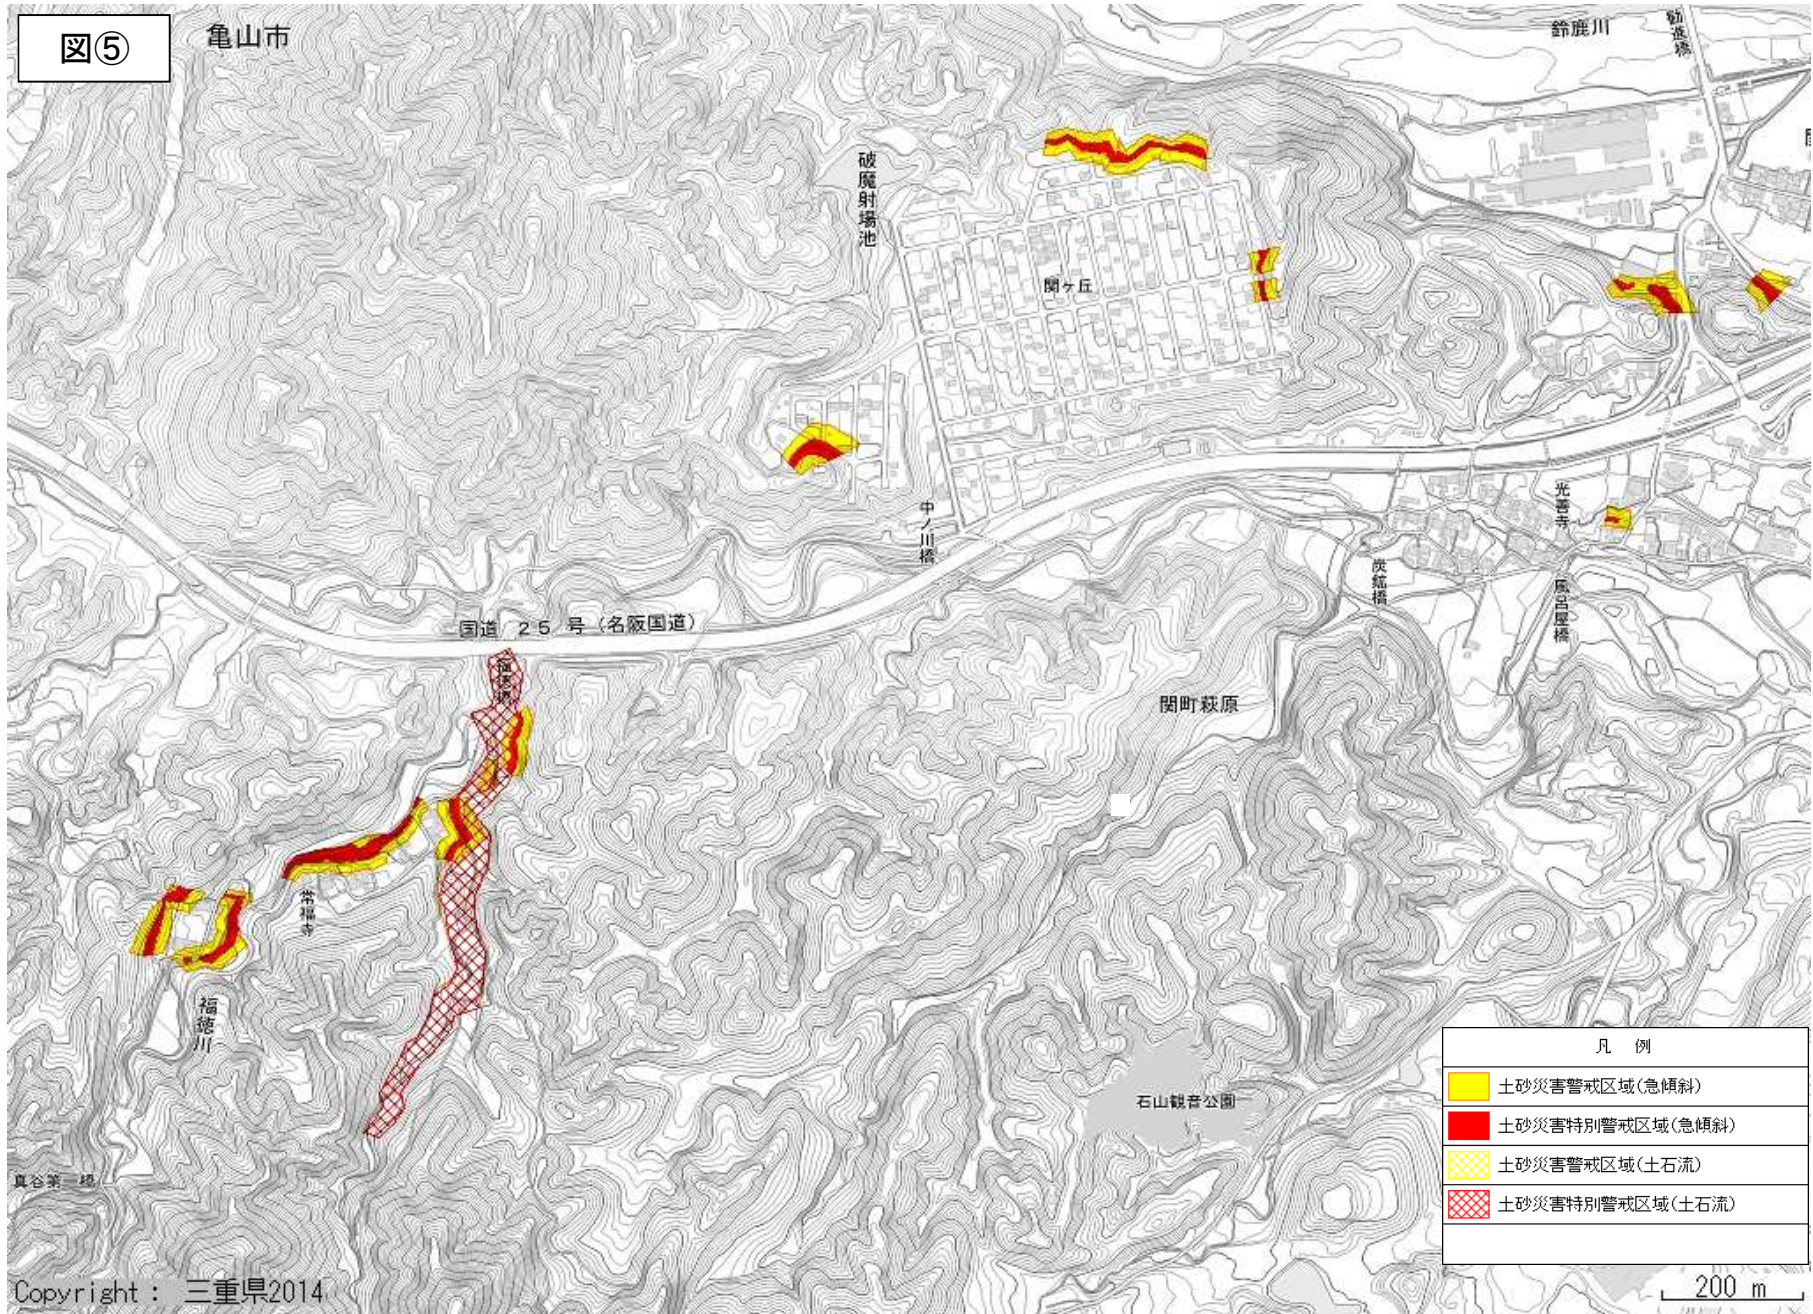 図⑤
亀山市
鈴鹿川
勧進橋
破魔射場池
関ヶ丘
中ノ川橋
光善寺
炭鉱橋
風呂屋橋
国道 25 号(名阪国道)
関町萩原
常福寺
福徳川
石山観音公園
真谷第一橋
凡 例
土砂災害警戒区域(急傾斜)
土砂災害特別警戒区域(急傾斜)
土砂災害警戒区域(土石流)
土砂災害特別警戒区域(土石流)
Copyright : 三重県2014
200 m